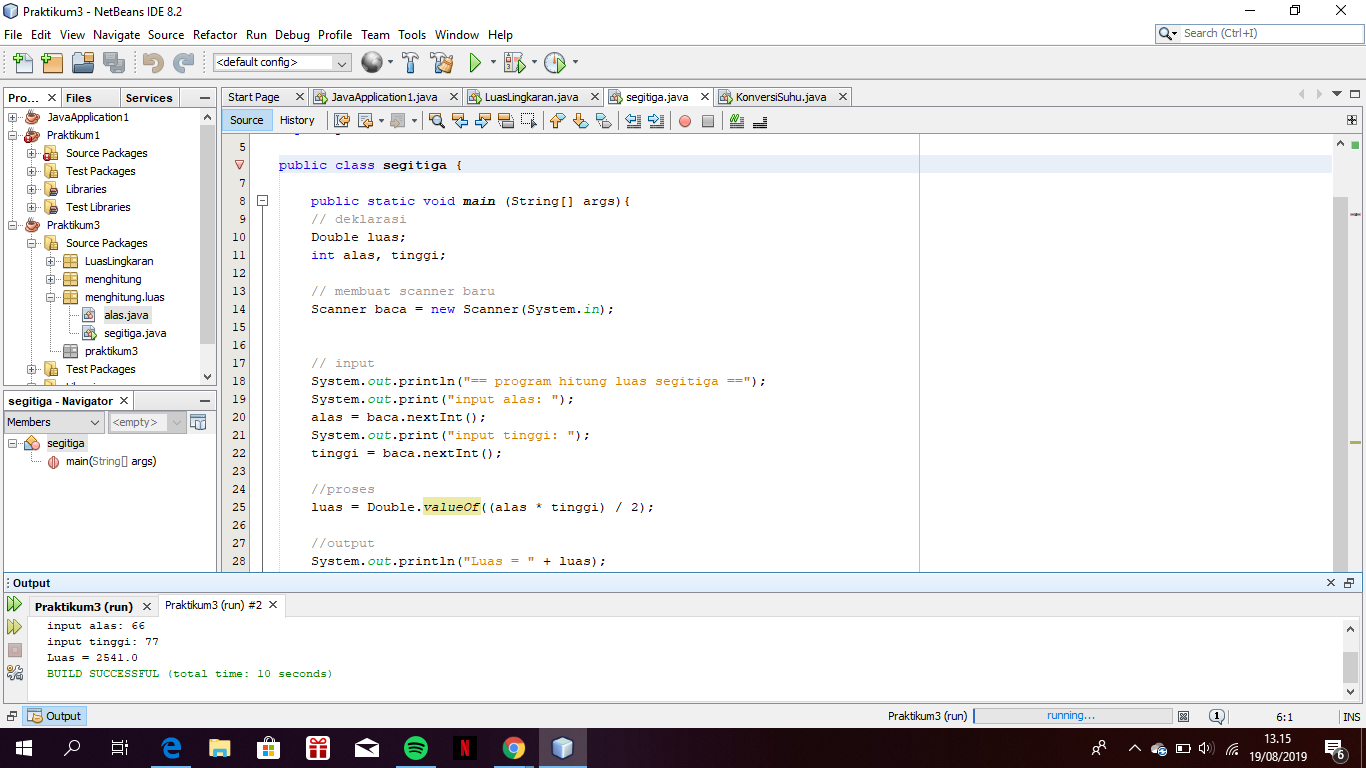 Praktikum3 - NetBeans IDE 8.2
File Edit View Navigate Source Refactor Run Debug Profile Team Tools Window Help
Search (Ctrl+I)
<default config>
Pro... Files Services
JavaApplication1
Praktikum1
Source Packages
Test Packages
Libraries
Test Libraries
Praktikum3
Source Packages
LuasLingkaran
menghitung
menghitung.luas
alas.java
segitiga.java
praktikum3
Test Packages
segitiga - Navigator
Members <empty>
segitiga
main(String[] args)
Start Page JavaApplication1.java LuasLingkaran.java segitiga.java KonversiSuhu.java
Source History
5
public class segitiga {
7
8 public static void main (String[] args){
9 // deklarasi
10 Double luas;
11 int alas, tinggi;
12
13 // membuat scanner baru
14 Scanner baca = new Scanner(System.in);
15
16
17 // input
18 System.out.println("== program hitung luas segitiga ==");
19 System.out.print("input alas: ");
20 alas = baca.nextInt();
21 System.out.print("input tinggi: ");
22 tinggi = baca.nextInt();
23
24 //proses
25 luas = Double.valueOf((alas * tinggi) / 2);
26
27 //output
28 System.out.println("Luas = " + luas);
Output
Praktikum3 (run) Praktikum3 (run) #2
input alas: 66
input tinggi: 77
Luas = 2541.0
BUILD SUCCESSFUL (total time: 10 seconds)
Output
Praktikum3 (run) running... 1 6:1 INS
13.15
19/08/2019
6